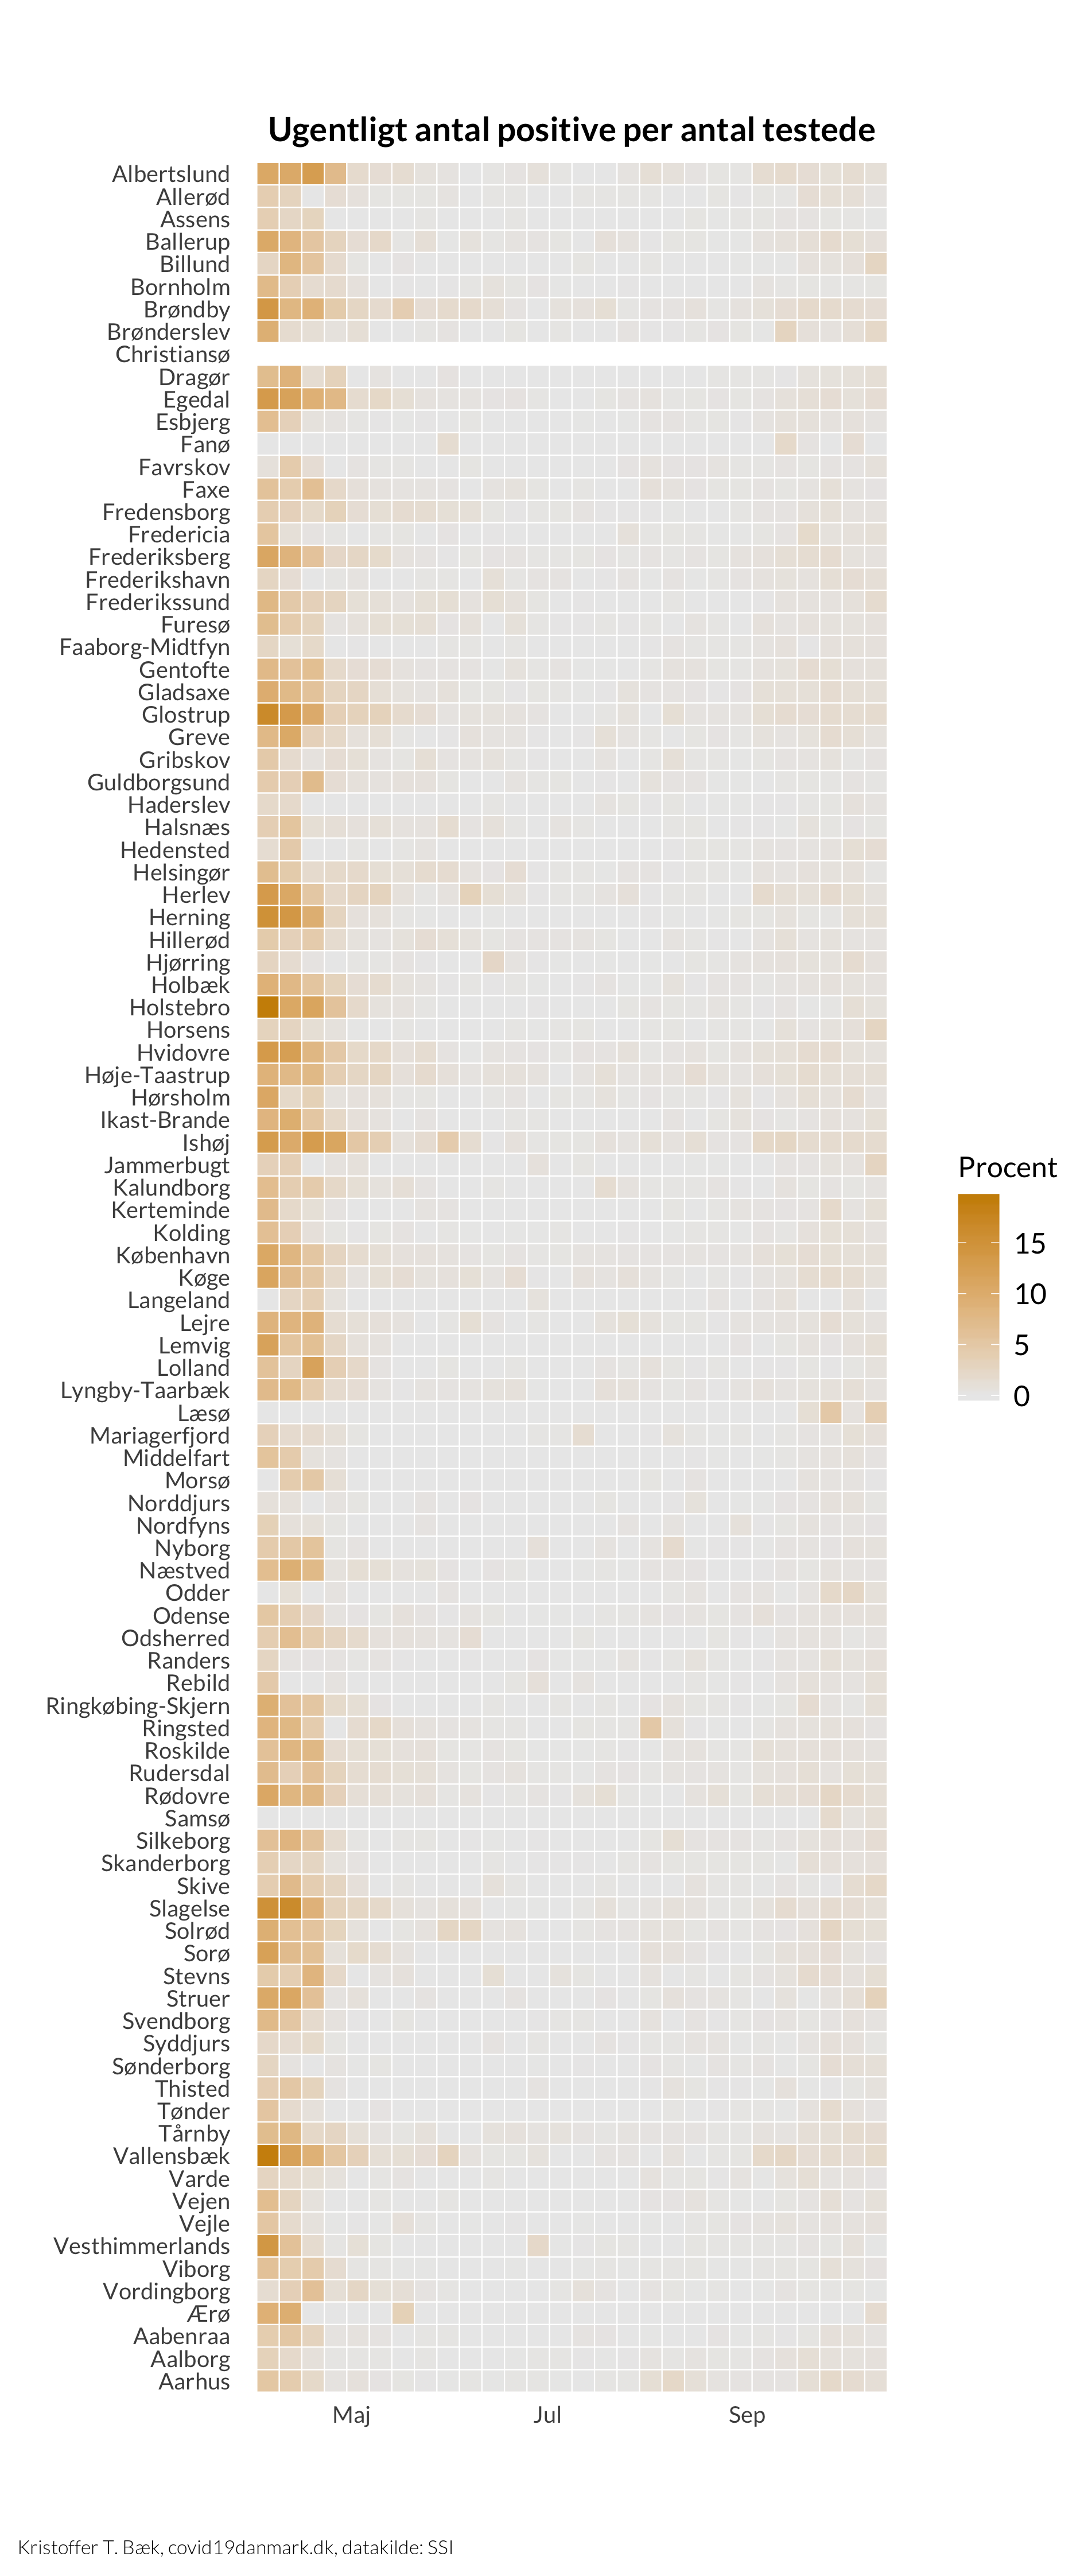 Ugentligt antal positive per antal testede
Albertslund
Allerød
Assens
Ballerup
Billund
Bornholm
Brøndby
Brønderslev
Christiansø
Dragør
Egedal
Esbjerg
Fanø
Favrskov
Faxe
Fredensborg
Fredericia
Frederiksberg
Frederikshavn
Frederikssund
Furesø
Faaborg-Midtfyn
Gentofte
Gladsaxe
Glostrup
Greve
Gribskov
Guldborgsund
Haderslev
Halsnæs
Hedensted
Helsingør
Herlev
Herning
Hillerød
Hjørring
Holbæk
Holstebro
Horsens
Hvidovre
Høje-Taastrup
Hørsholm
Ikast-Brande
Ishøj
Jammerbugt
Kalundborg
Kerteminde
Kolding
København
Køge
Langeland
Lejre
Lemvig
Lolland
Lyngby-Taarbæk
Læsø
Mariagerfjord
Middelfart
Morsø
Norddjurs
Nordfyns
Nyborg
Næstved
Odder
Odense
Odsherred
Randers
Rebild
Ringkøbing-Skjern
Ringsted
Roskilde
Rudersdal
Rødovre
Samsø
Silkeborg
Skanderborg
Skive
Slagelse
Solrød
Sorø
Stevns
Struer
Svendborg
Syddjurs
Sønderborg
Thisted
Tønder
Tårnby
Vallensbæk
Varde
Vejen
Vejle
Vesthimmerlands
Viborg
Vordingborg
Ærø
Aabenraa
Aalborg
Aarhus
Maj Jul Sep
Procent
15
10
5
0
Kristoffer T. Bæk, covid19danmark.dk, datakilde: SSI